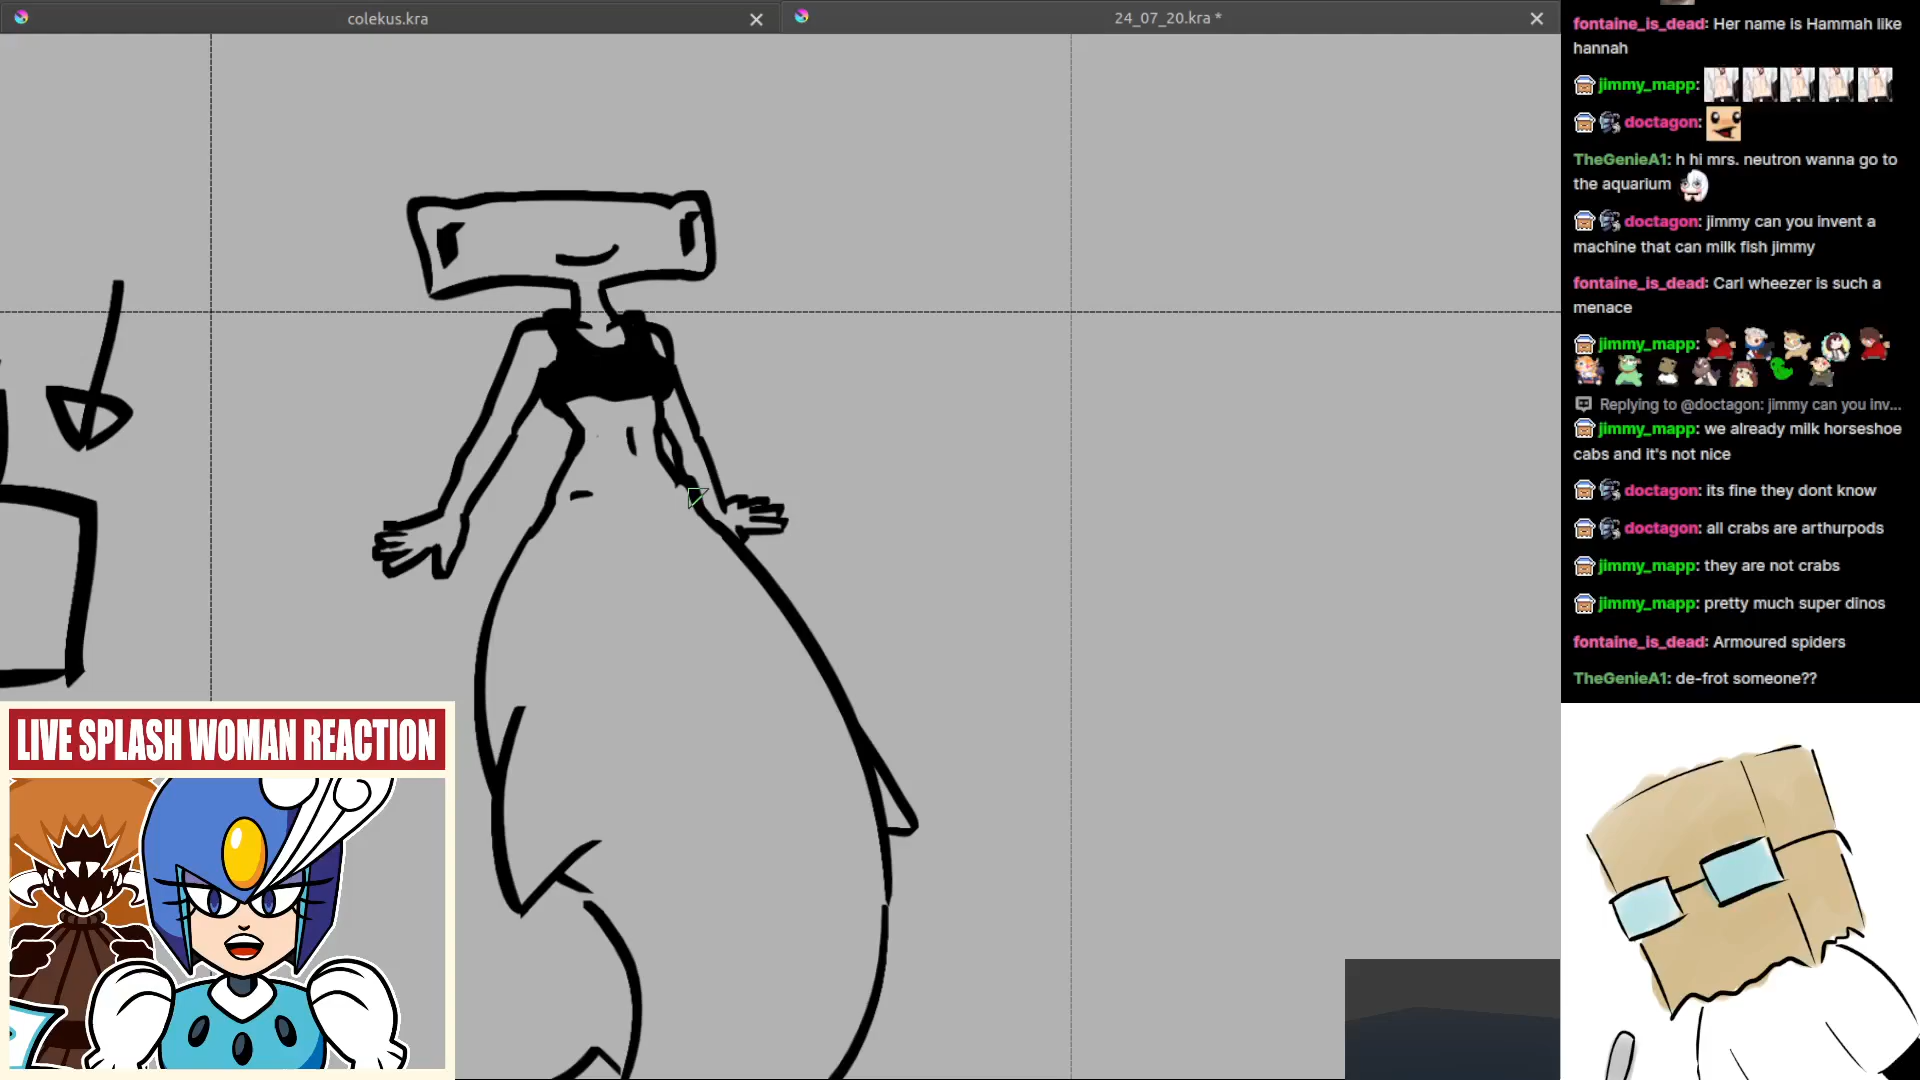 colekus.kra
24_07_20.kra *
fontaine_is_dead: Her name is Hammah like
hannah
jimmy_mapp:
doctagon:
TheGenieA1: h hi mrs. neutron wanna go to
the aquarium
doctagon: jimmy can you invent a
machine that can milk fish jimmy
fontaine_is_dead: Carl wheezer is such a
menace
jimmy_mapp:
Replying to @doctagon: jimmy can you inv...
jimmy_mapp: we already milk horseshoe
cabs and it's not nice
doctagon: its fine they dont know
doctagon: all crabs are arthurpods
jimmy_mapp: they are not crabs
jimmy_mapp: pretty much super dinos
fontaine_is_dead: Armoured spiders
TheGenieA1: de-frot someone??
LIVE SPLASH WOMAN REACTION